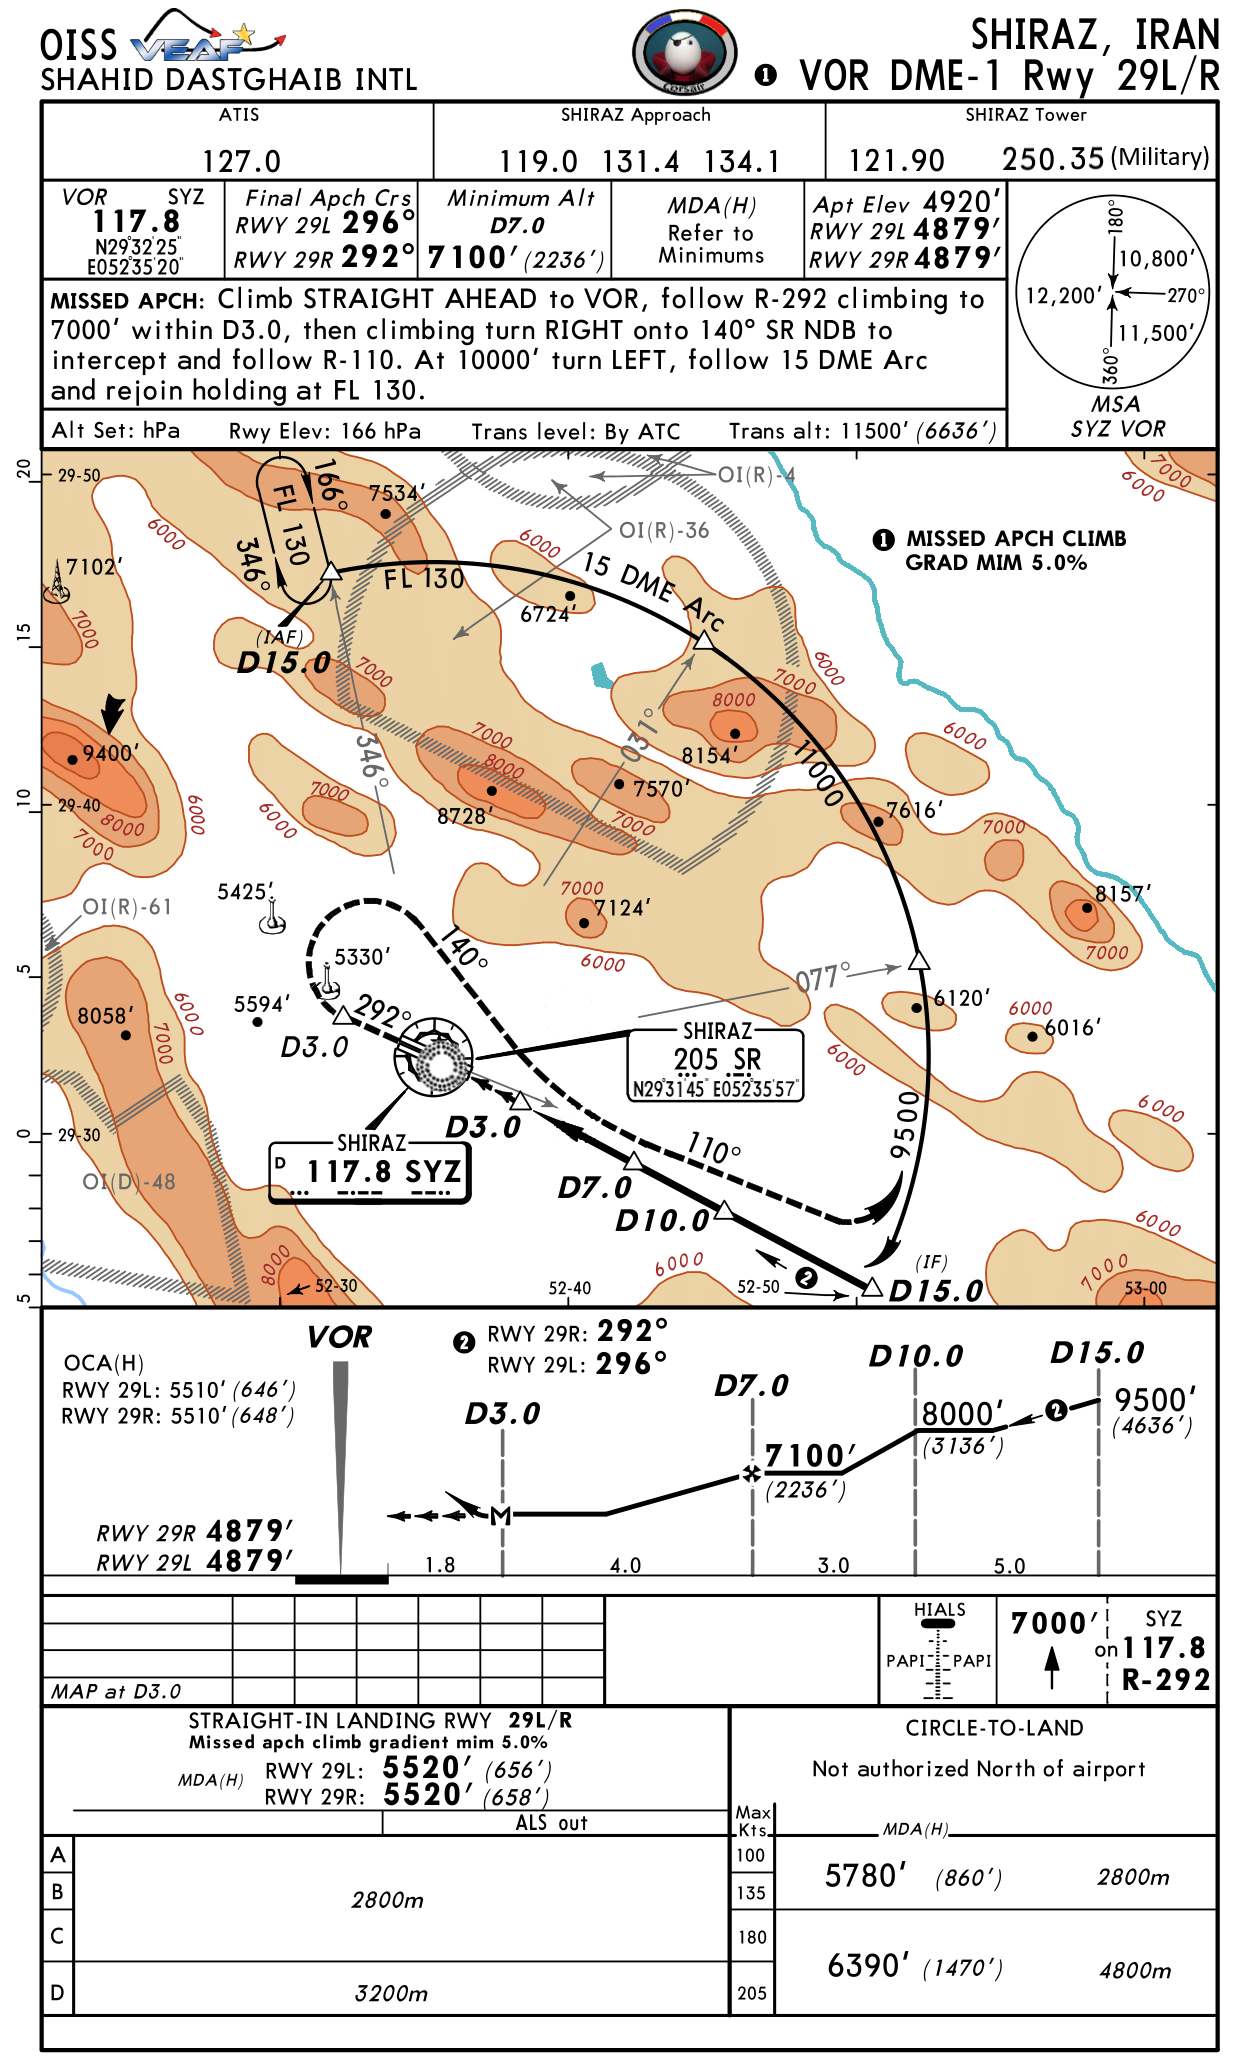 OISS VEAF
SHAHID DASTGHAIB INTL
Corsair
SHIRAZ, IRAN
❶ VOR DME-1 Rwy 29L/R
ATIS
127.0
SHIRAZ Approach
119.0 131.4 134.1
SHIRAZ Tower
121.90 250.35 (Military)
VOR SYZ
117.8
N29°32'25"
E052°35'20"
Final Apch Crs
RWY 29L 296°
RWY 29R 292°
Minimum Alt
D7.0
7100' (2236')
MDA(H)
Refer to
Minimums
Apt Elev 4920'
RWY 29L 4879'
RWY 29R 4879'
180°
10,800'
12,200'
270°
11,500'
360°
MSA
SYZ VOR
MISSED APCH: Climb STRAIGHT AHEAD to VOR, follow R-292 climbing to
7000' within D3.0, then climbing turn RIGHT onto 140° SR NDB to
intercept and follow R-110. At 10000' turn LEFT, follow 15 DME Arc
and rejoin holding at FL 130.
Alt Set: hPa Rwy Elev: 166 hPa Trans level: By ATC Trans alt: 11500' (6636')
20
29-50
166°
FL 130
346°
7534'
6000
OI(R)-4
OI(R)-36
7000
6000
❶ MISSED APCH CLIMB
GRAD MIM 5.0%
7102'
7000
FL 130
6000
15 DME Arc
6724'
15
(IAF)
D15.0
7000
6000
7000
8000
8154'
346°
031°
7000
8000
8728'
7570'
7000
11000
6000
9400'
8000
7000
6000
10
29-40
7000
6000
7616'
7000
8157'
7000
OI(R)-61
5425'
7000
7124'
6000
140°
5330'
5
077°
6120'
6000
6016'
8058'
6000
7000
5594'
292°
D3.0
SHIRAZ
205 SR
N29°31'45" E052°35'57"
6000
9500
6000
0
29-30
D3.0
SHIRAZ
D 117.8 SYZ
110°
D7.0
D10.0
OI(D)-48
8000
52-30
6000
52-40
❷
52-50
(IF)
D15.0
6000
7000
53-00
5
VOR
❷ RWY 29R: 292°
RWY 29L: 296°
OCA(H)
RWY 29L: 5510' (646')
RWY 29R: 5510' (648')
D3.0
D7.0
D10.0
D15.0
7100'
(2236')
8000'
(3136')
❷
9500'
(4636')
M
RWY 29R 4879'
RWY 29L 4879'
1.8 4.0 3.0 5.0
MAP at D3.0
HIALS
PAPI PAPI
7000'
on
SYZ
117.8
R-292
STRAIGHT-IN LANDING RWY 29L/R
Missed apch climb gradient mim 5.0%
MDA(H)
RWY 29L: 5520' (656')
RWY 29R: 5520' (658')
ALS out
CIRCLE-TO-LAND
Not authorized North of airport
Max
Kts
MDA(H)
A
B
C
D
2800m
3200m
100
135
180
205
5780' (860') 2800m
6390' (1470') 4800m